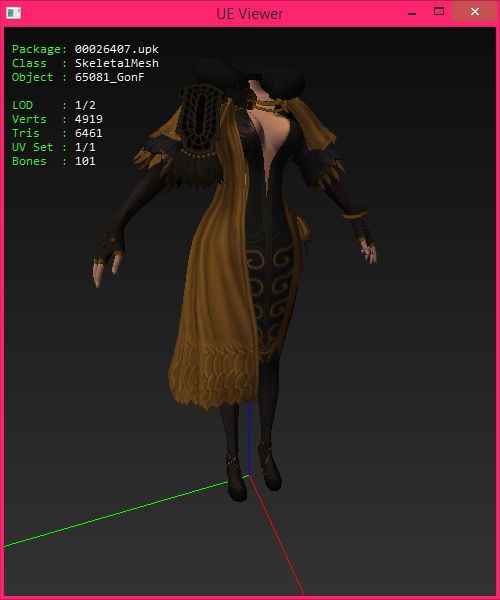 UE Viewer
Package: 00026407.upk
Class  : SkeletalMesh
Object : 65081_GonF
LOD    : 1/2
Verts  : 4919
Tris   : 6461
UV Set : 1/1
Bones  : 101